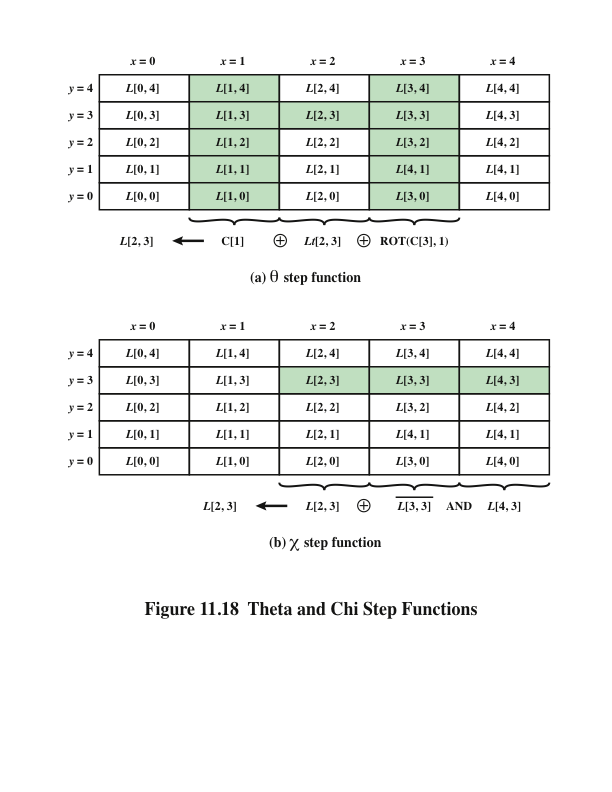 x = 0 x = 1 x = 2 x = 3 x = 4
y = 4 L[0, 4] L[1, 4] L[2, 4] L[3, 4] L[4, 4]
y = 3 L[0, 3] L[1, 3] L[2, 3] L[3, 3] L[4, 3]
y = 2 L[0, 2] L[1, 2] L[2, 2] L[3, 2] L[4, 2]
y = 1 L[0, 1] L[1, 1] L[2, 1] L[4, 1] L[4, 1]
y = 0 L[0, 0] L[1, 0] L[2, 0] L[3, 0] L[4, 0]
L[2, 3] ← C[1] ⊕ Lt[2, 3] ⊕ ROT(C[3], 1)
(a) θ step function
x = 0 x = 1 x = 2 x = 3 x = 4
y = 4 L[0, 4] L[1, 4] L[2, 4] L[3, 4] L[4, 4]
y = 3 L[0, 3] L[1, 3] L[2, 3] L[3, 3] L[4, 3]
y = 2 L[0, 2] L[1, 2] L[2, 2] L[3, 2] L[4, 2]
y = 1 L[0, 1] L[1, 1] L[2, 1] L[4, 1] L[4, 1]
y = 0 L[0, 0] L[1, 0] L[2, 0] L[3, 0] L[4, 0]
L[2, 3] ← L[2, 3] ⊕ L̅[̅3̅,̅ ̅3̅]̅ AND L[4, 3]
(b) χ step function
Figure 11.18 Theta and Chi Step Functions